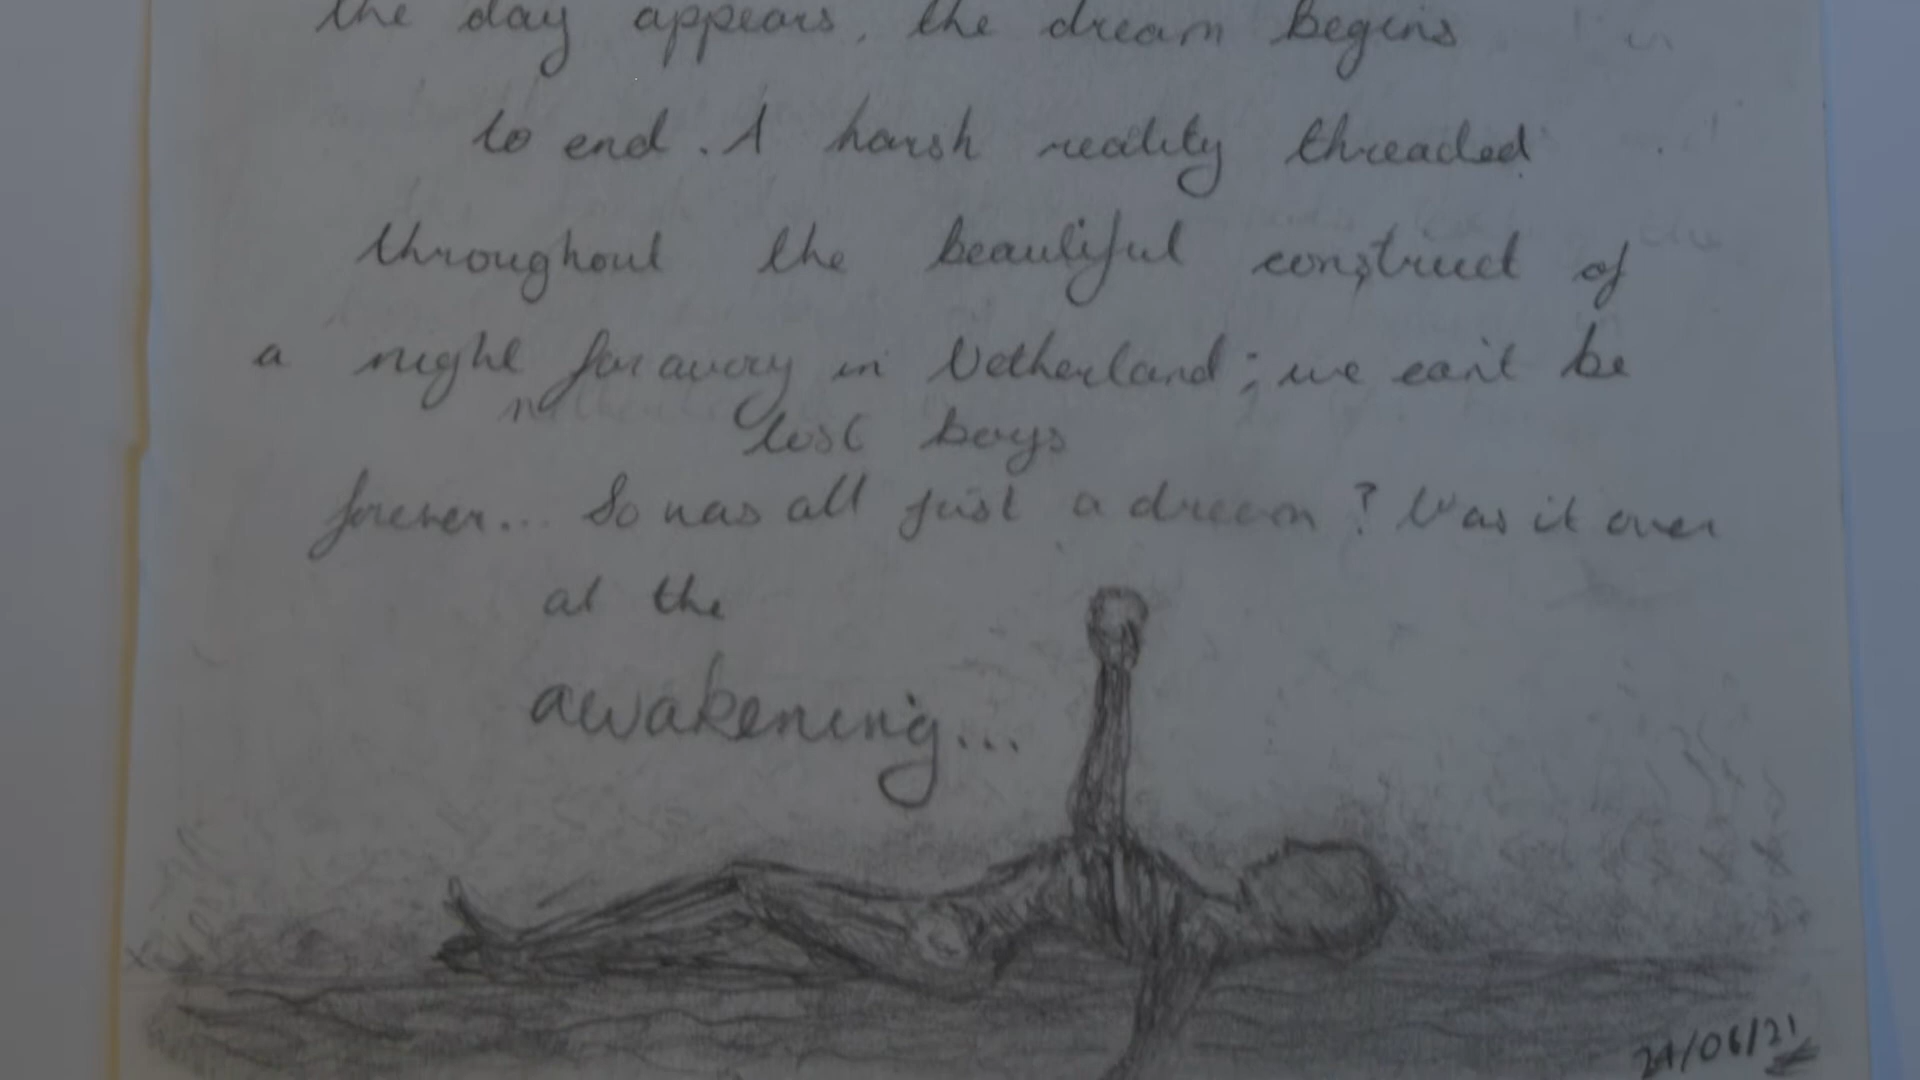 the day appears, the dream begins
to end. A harsh reality threaded
throughout the beautiful construct of
a night far away in Netherland; we can't be
lost boys
forever... So was all just a dream? Was it over
at the
awakening...
21/06/21